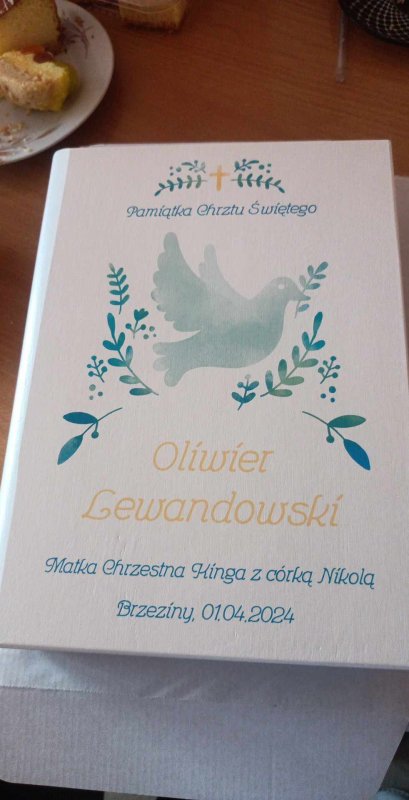 Pamiątka Chrztu Świętego
Oliwier
Lewandowski
Matka Chrzestna Kinga z córką Nikolą
Brzeziny, 01.04.2024